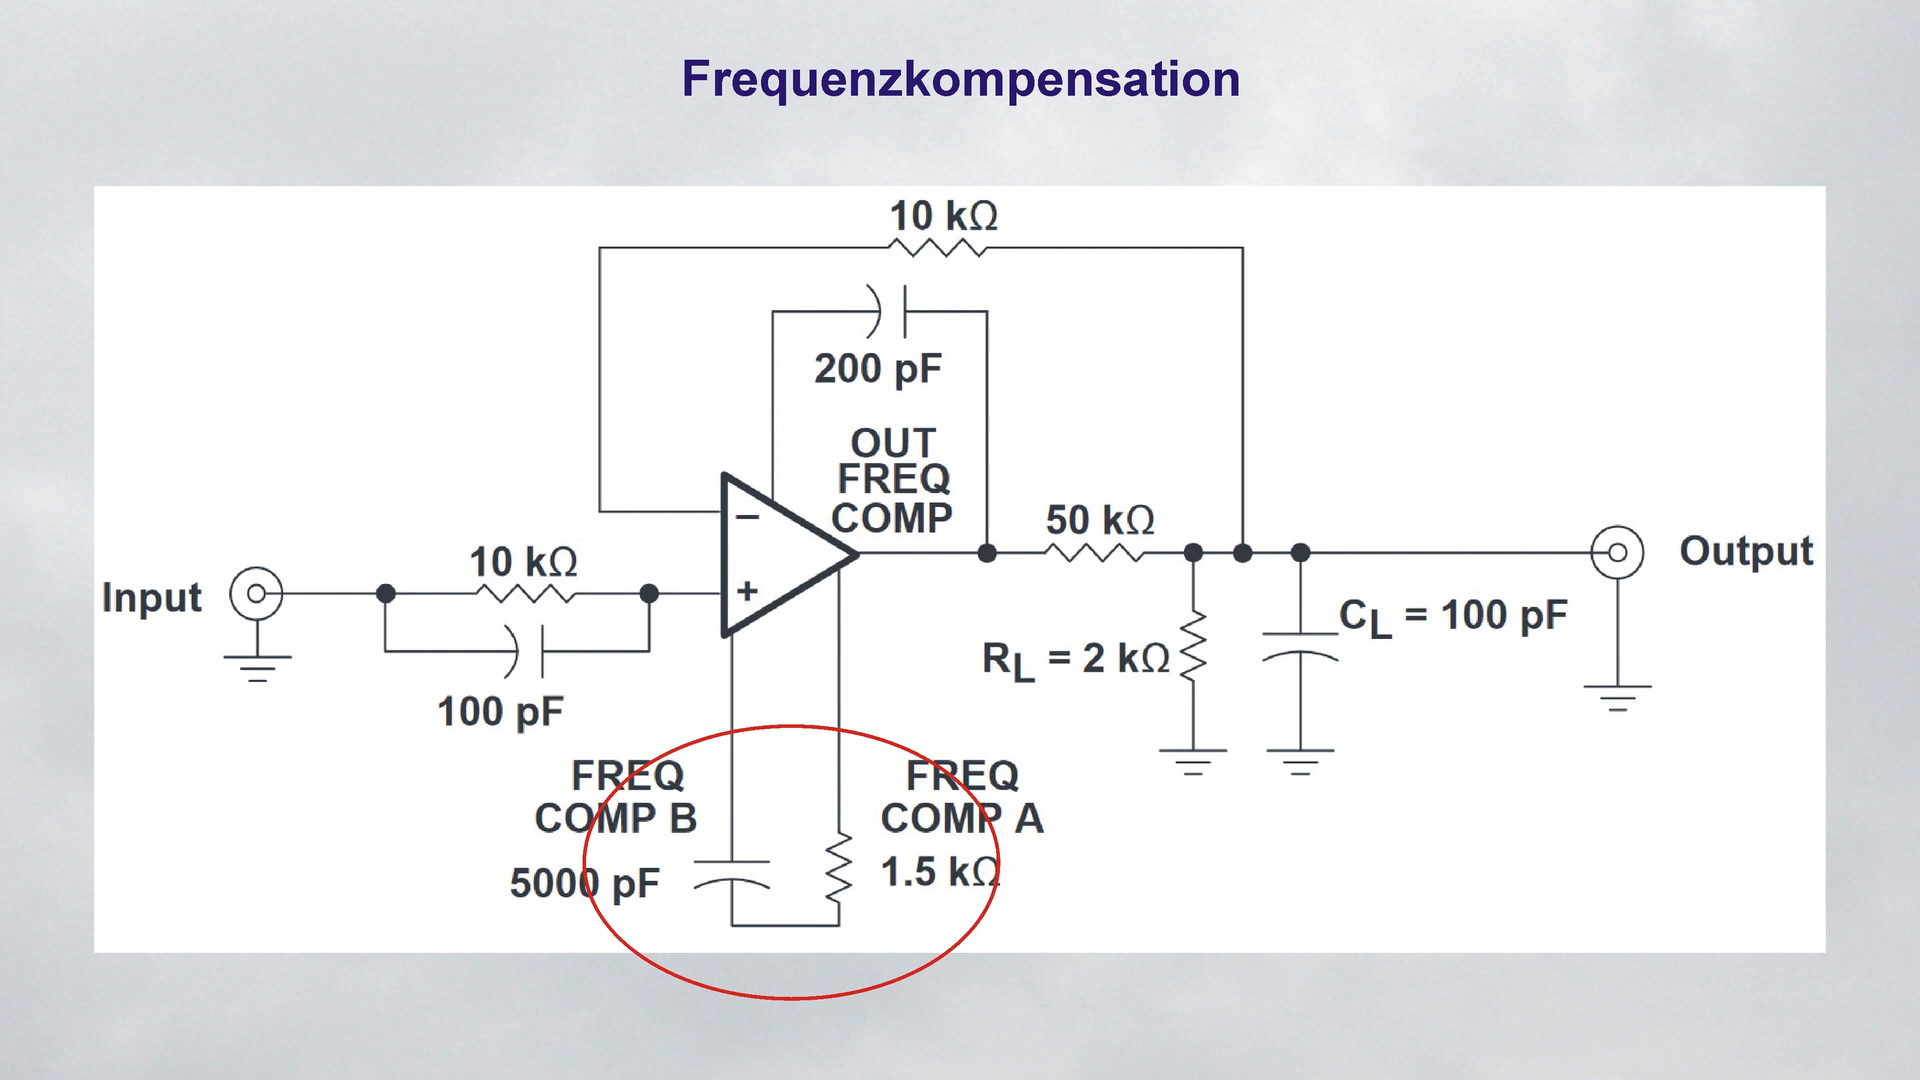 Frequenzkompensation
10 kΩ
200 pF
OUT
FREQ
COMP
50 kΩ
10 kΩ
−
+
Input
Output
100 pF
RL = 2 kΩ
CL = 100 pF
FREQ
COMP B
5000 pF
FREQ
COMP A
1.5 kΩ